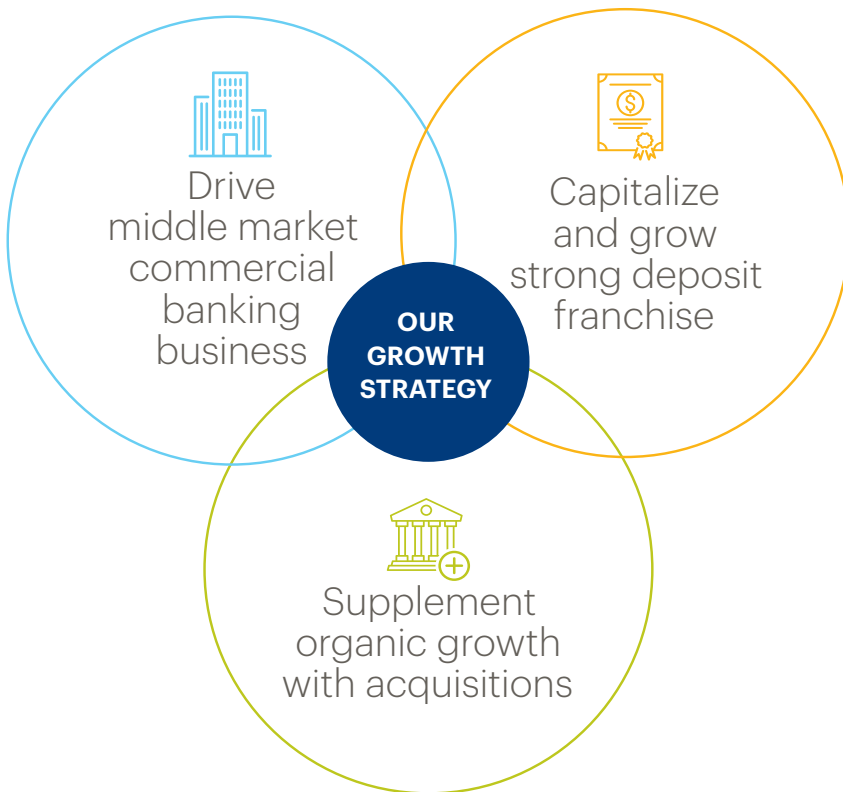 Drive
middle market
commercial
banking
business
$
Capitalize
and grow
strong deposit
franchise
OUR
GROWTH
STRATEGY
Supplement
organic growth
with acquisitions